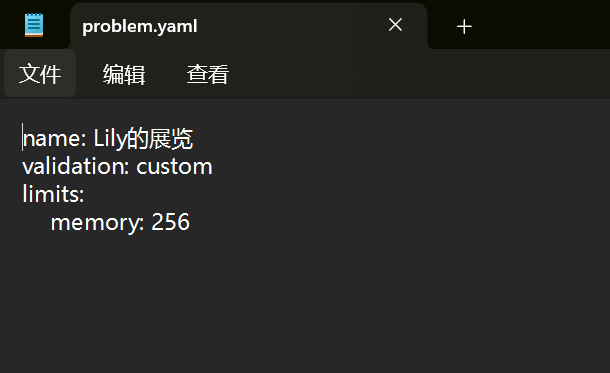 problem.yaml
文件 编辑 查看
name: Lily的展览
validation: custom
limits:
    memory: 256